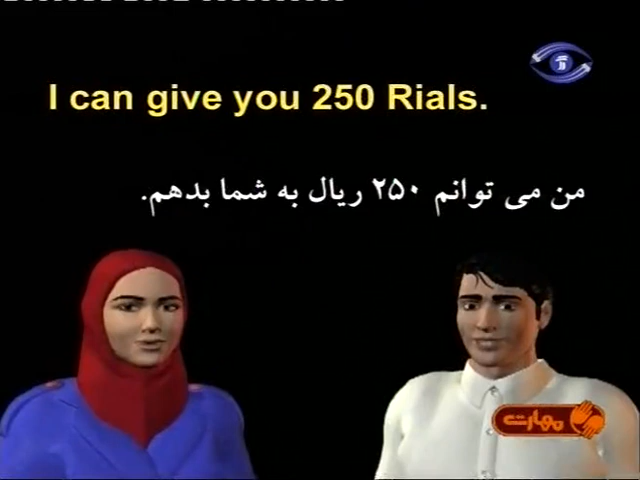 I can give you 250 Rials.
من می توانم ۲۵۰ ریال به شما بدهم.
مهارت